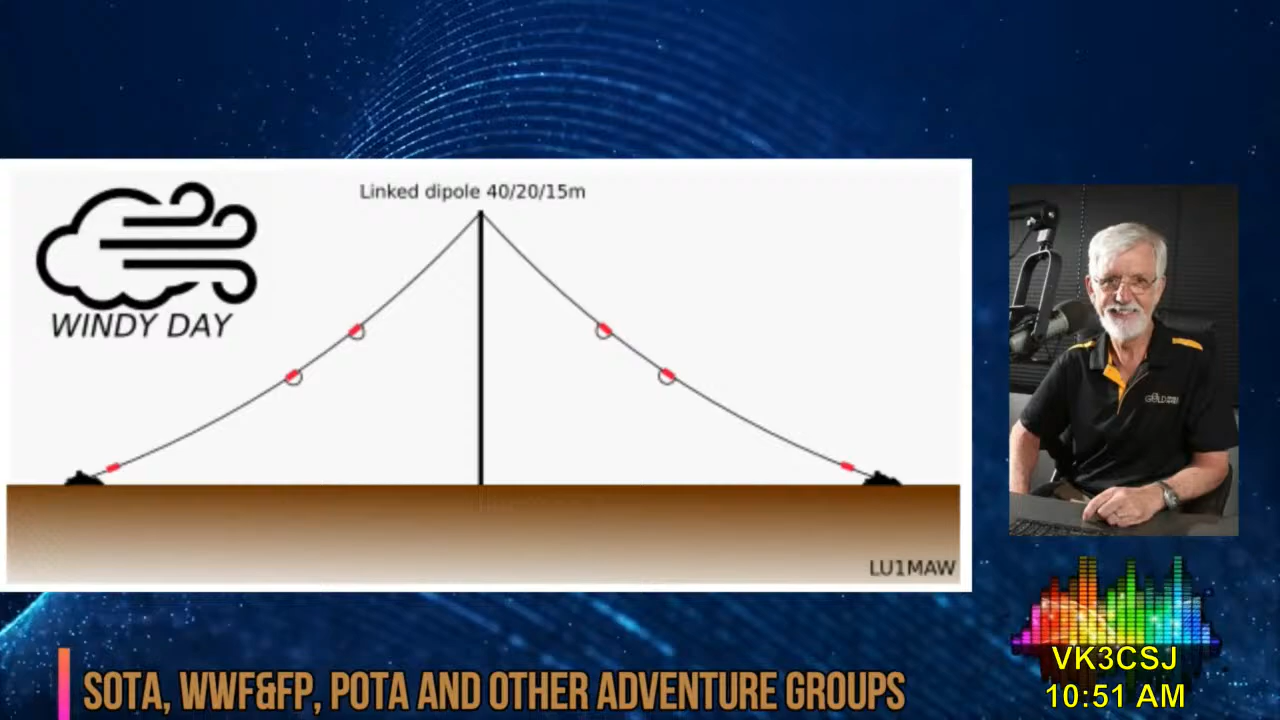 Linked dipole 40/20/15m
WINDY DAY
LU1MAW
VK3CSJ
10:51 AM
SOTA, WWF&FP, POTA AND OTHER ADVENTURE GROUPS